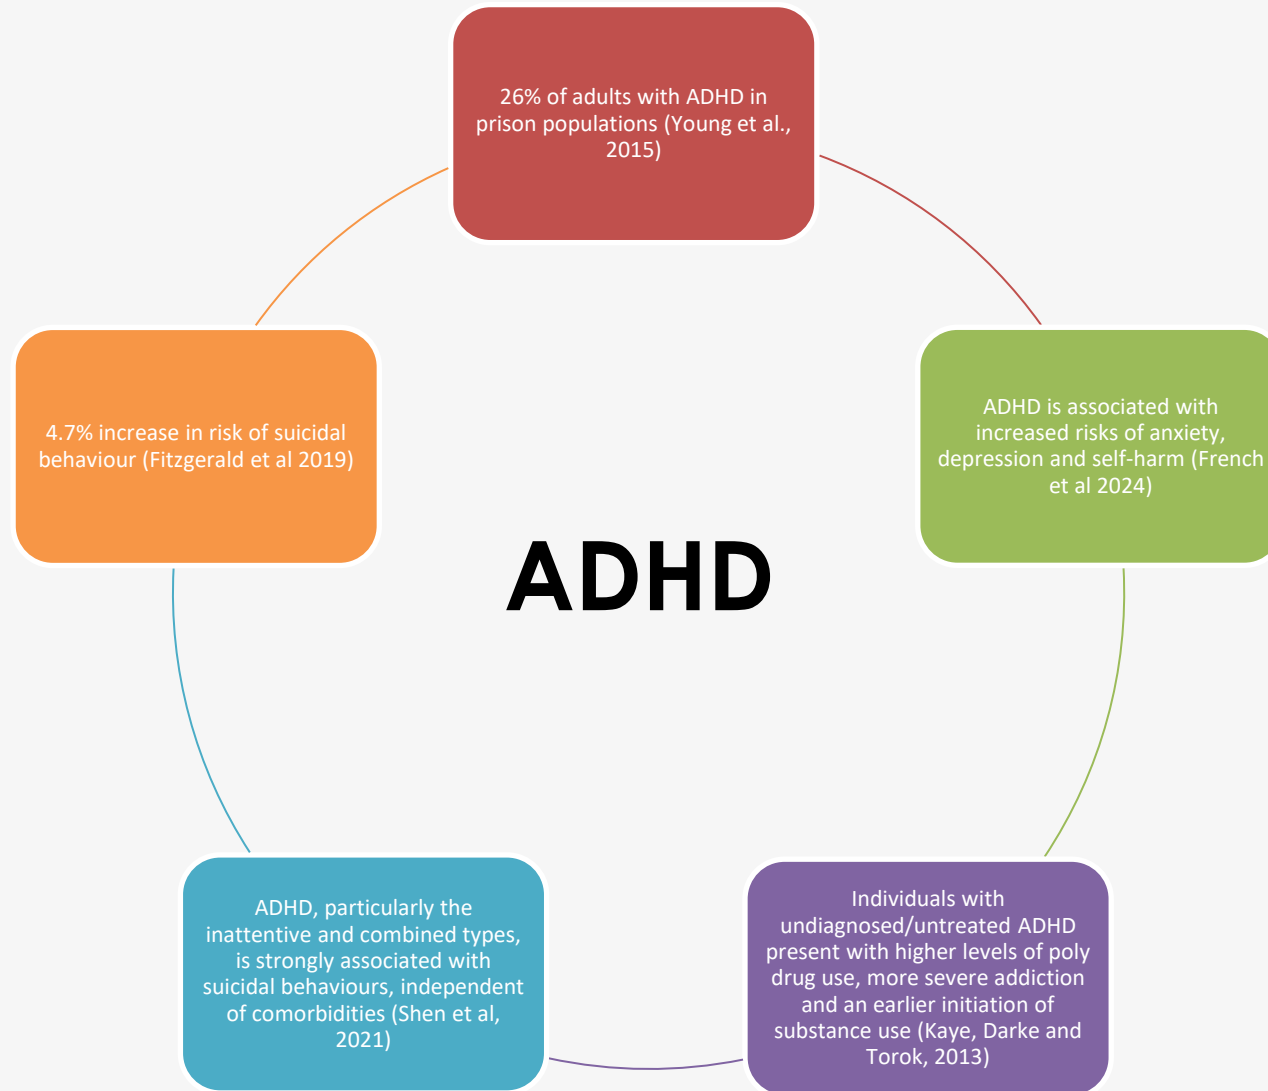 26% of adults with ADHD in
prison populations (Young et al.,
2015)
ADHD is associated with
increased risks of anxiety,
depression and self-harm (French
et al 2024)
Individuals with
undiagnosed/untreated ADHD
present with higher levels of poly
drug use, more severe addiction
and an earlier initiation of
substance use (Kaye, Darke and
Torok, 2013)
ADHD, particularly the
inattentive and combined types,
is strongly associated with
suicidal behaviours, independent
of comorbidities (Shen et al,
2021)
4.7% increase in risk of suicidal
behaviour (Fitzgerald et al 2019)
ADHD